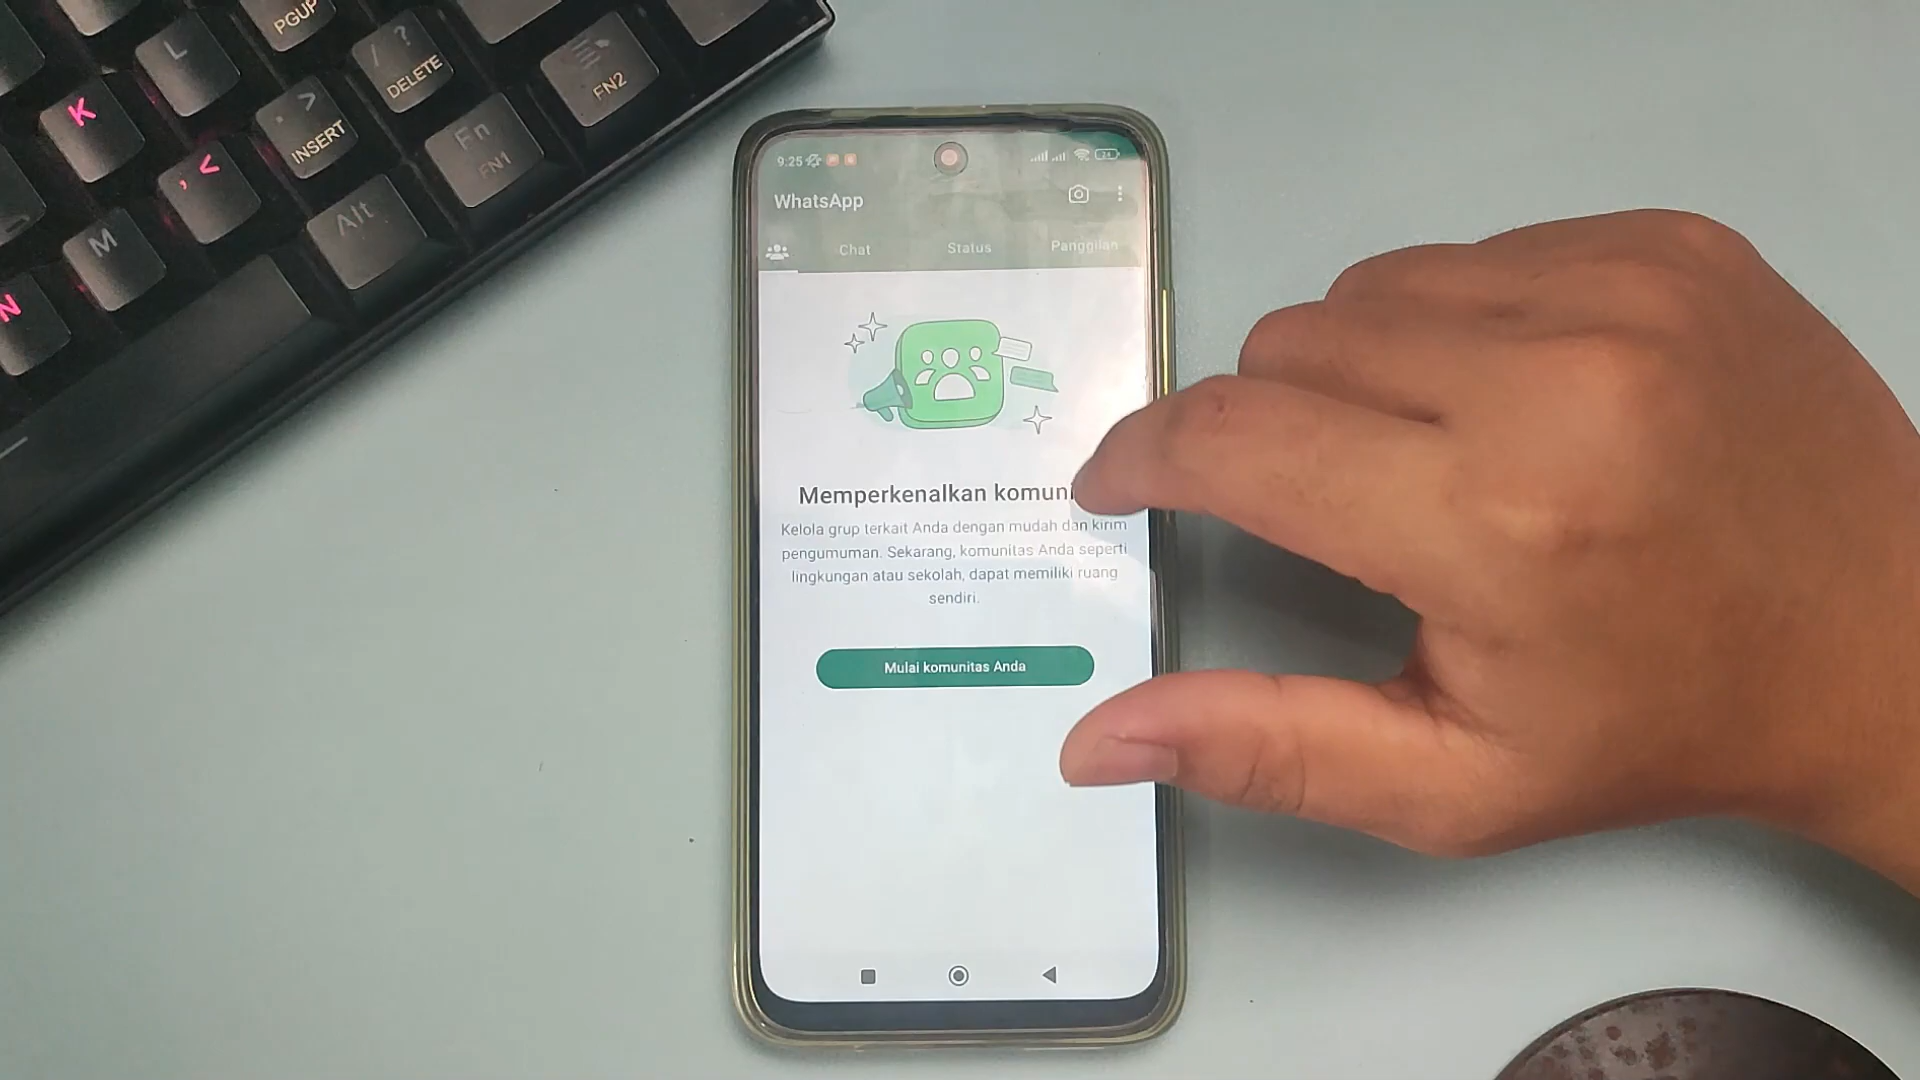 PGUP
L
/ ?
DELETE
FN2
K
. >
INSERT
Fn
FN1
, <
M
Alt
N
9:25
24
WhatsApp
Chat Status Panggilan
Memperkenalkan komuni
Kelola grup terkait Anda dengan mudah dan kirim
pengumuman. Sekarang, komunitas Anda seperti
lingkungan atau sekolah, dapat memiliki ruang
sendiri.
Mulai komunitas Anda